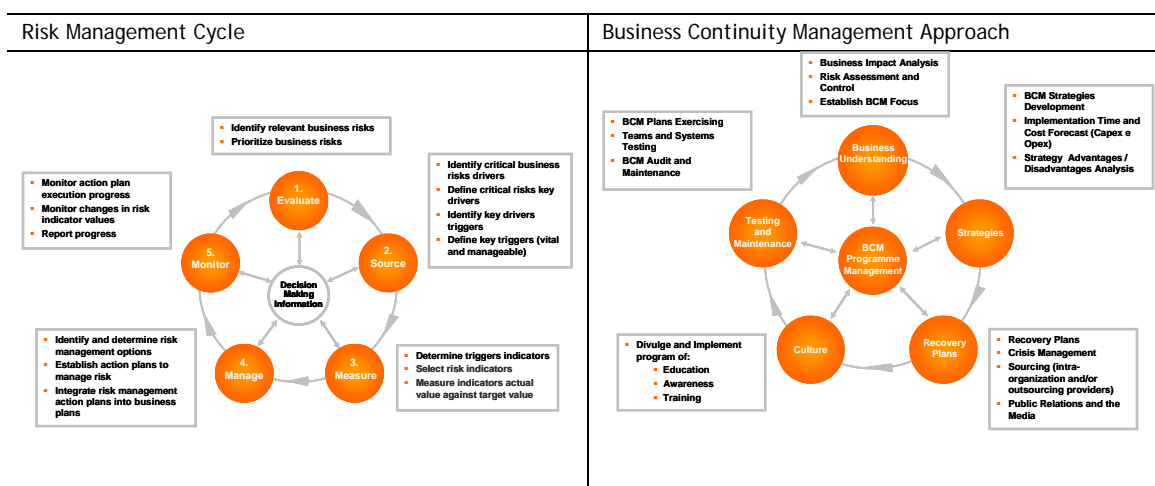 Risk Management Cycle
Identify relevant business risks
Prioritize business risks
Monitor action plan
execution progress
Monitor changes in risk
indicator values
Report progress
Identify critical business
risks drivers
Define critical risks key
drivers
Identify key drivers
triggers
Define key triggers (vital
and manageable)
1.
Evaluate
5.
Monitor
2.
Source
Decision
Making
Information
4.
Manage
3.
Measure
Identify and determine risk
management options
Establish action plans to
manage risk
Integrate risk management
action plans into business
plans
Determine triggers indicators
Select risk indicators
Measure indicators actual
value against target value
Business Continuity Management Approach
Business Impact Analysis
Risk Assessment and
Control
Establish BCM Focus
BCM Plans Exercising
Teams and Systems
Testing
BCM Audit and
Maintenance
BCM Strategies
Development
Implementation Time and
Cost Forecast (Capex e
Opex)
Strategy Advantages /
Disadvantages Analysis
Business
Understanding
Testing
and
Maintenance
Strategies
BCM
Programme
Management
Culture
Recovery
Plans
Divulge and Implement
program of:
Education
Awareness
Training
Recovery Plans
Crisis Management
Sourcing (intra-
organization and/or
outsourcing providers)
Public Relations and the
Media